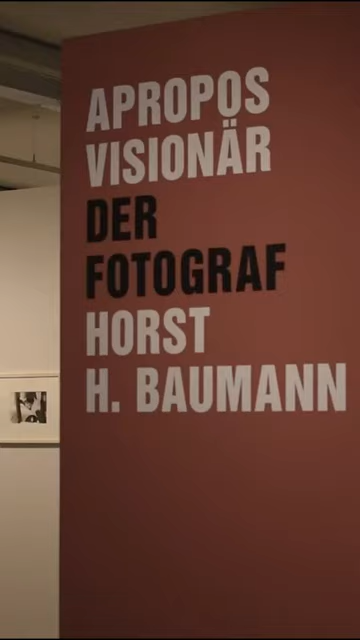 APROPOS
VISIONÄR
DER
FOTOGRAF
HORST
H. BAUMANN